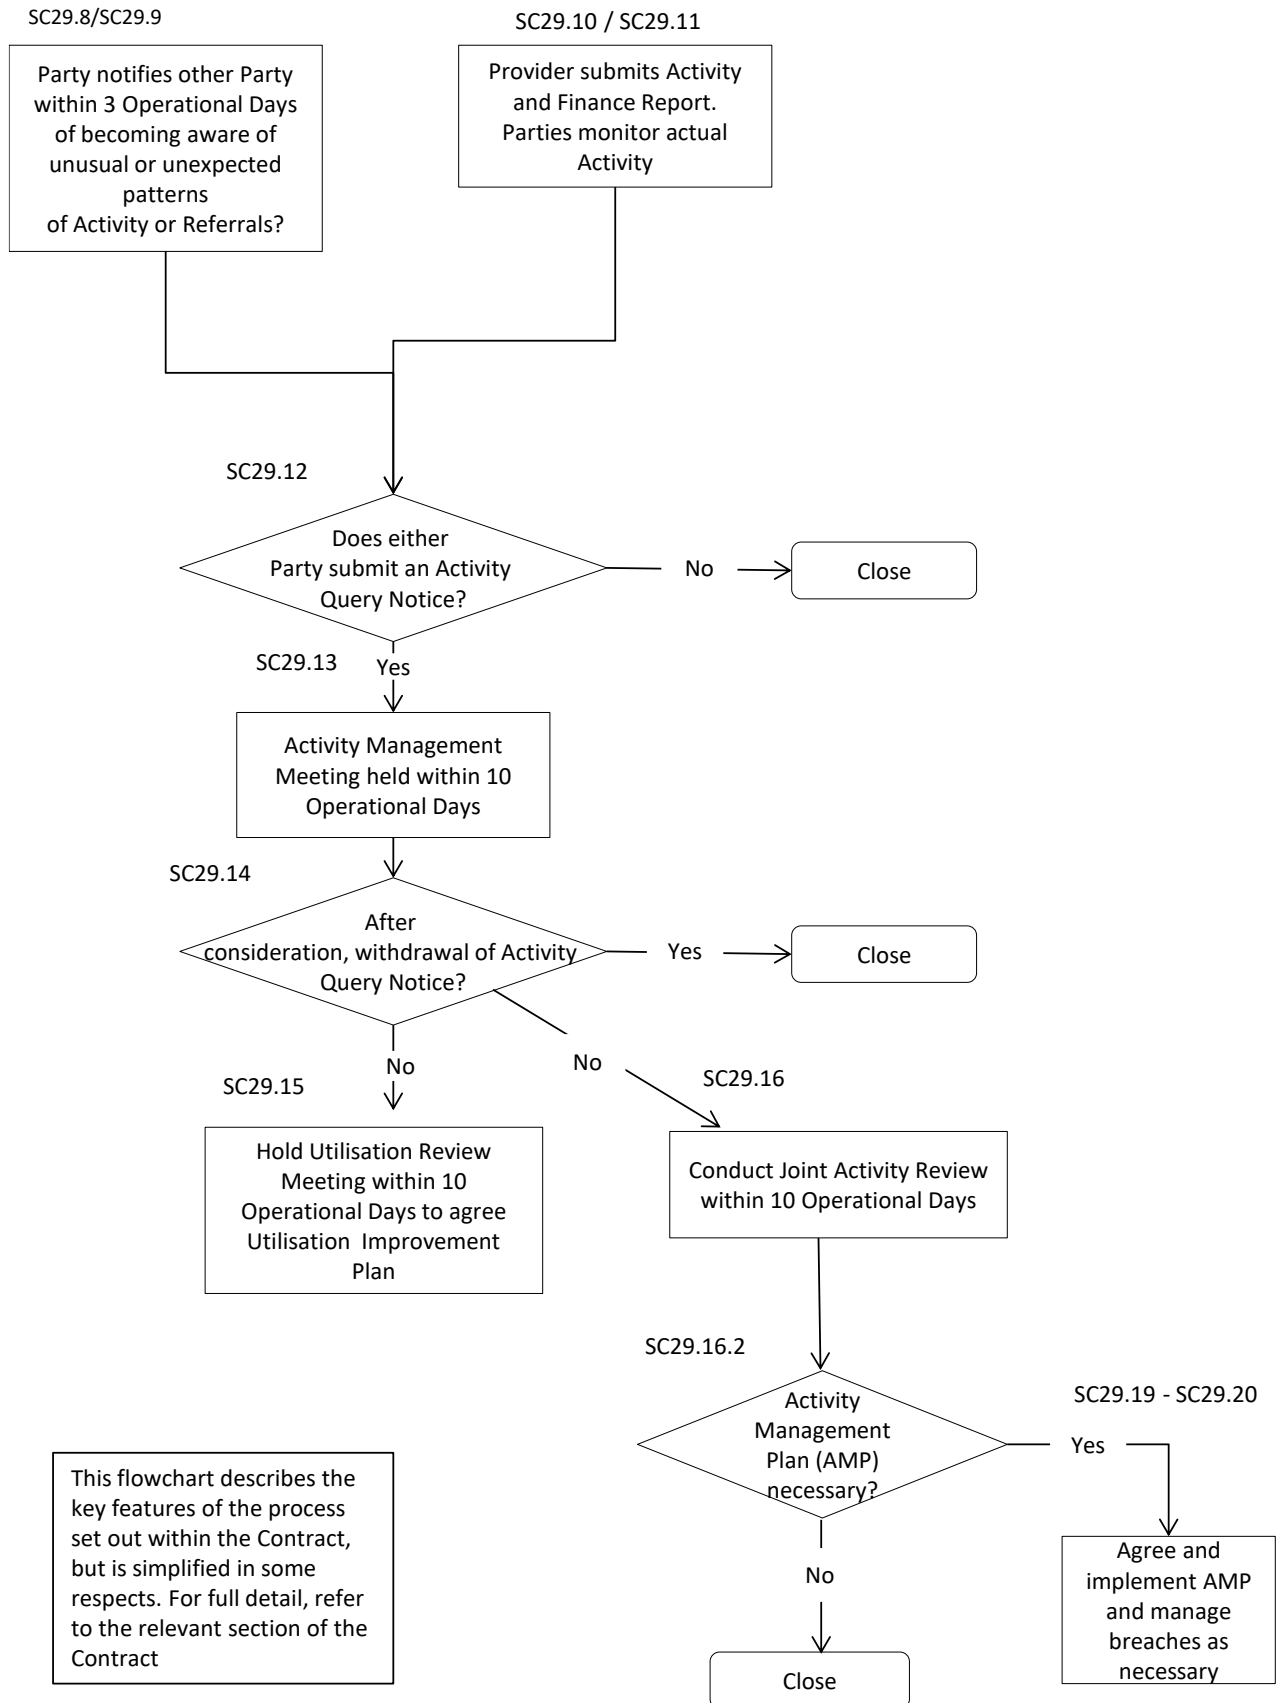 SC29.8/SC29.9
SC29.10 / SC29.11
Party notifies other Party
within 3 Operational Days
of becoming aware of
unusual or unexpected
patterns
of Activity or Referrals?
Provider submits Activity
and Finance Report.
Parties monitor actual
Activity
SC29.12
Does either
Party submit an Activity
Query Notice?
No
Close
SC29.13
Yes
Activity Management
Meeting held within 10
Operational Days
SC29.14
After
consideration, withdrawal of Activity
Query Notice?
Yes
Close
No
No
SC29.15
SC29.16
Hold Utilisation Review
Meeting within 10
Operational Days to agree
Utilisation Improvement
Plan
Conduct Joint Activity Review
within 10 Operational Days
SC29.16.2
Activity
Management
Plan (AMP)
necessary?
SC29.19 - SC29.20
Yes
No
Agree and
implement AMP
and manage
breaches as
necessary
Close
This flowchart describes the
key features of the process
set out within the Contract,
but is simplified in some
respects. For full detail, refer
to the relevant section of the
Contract